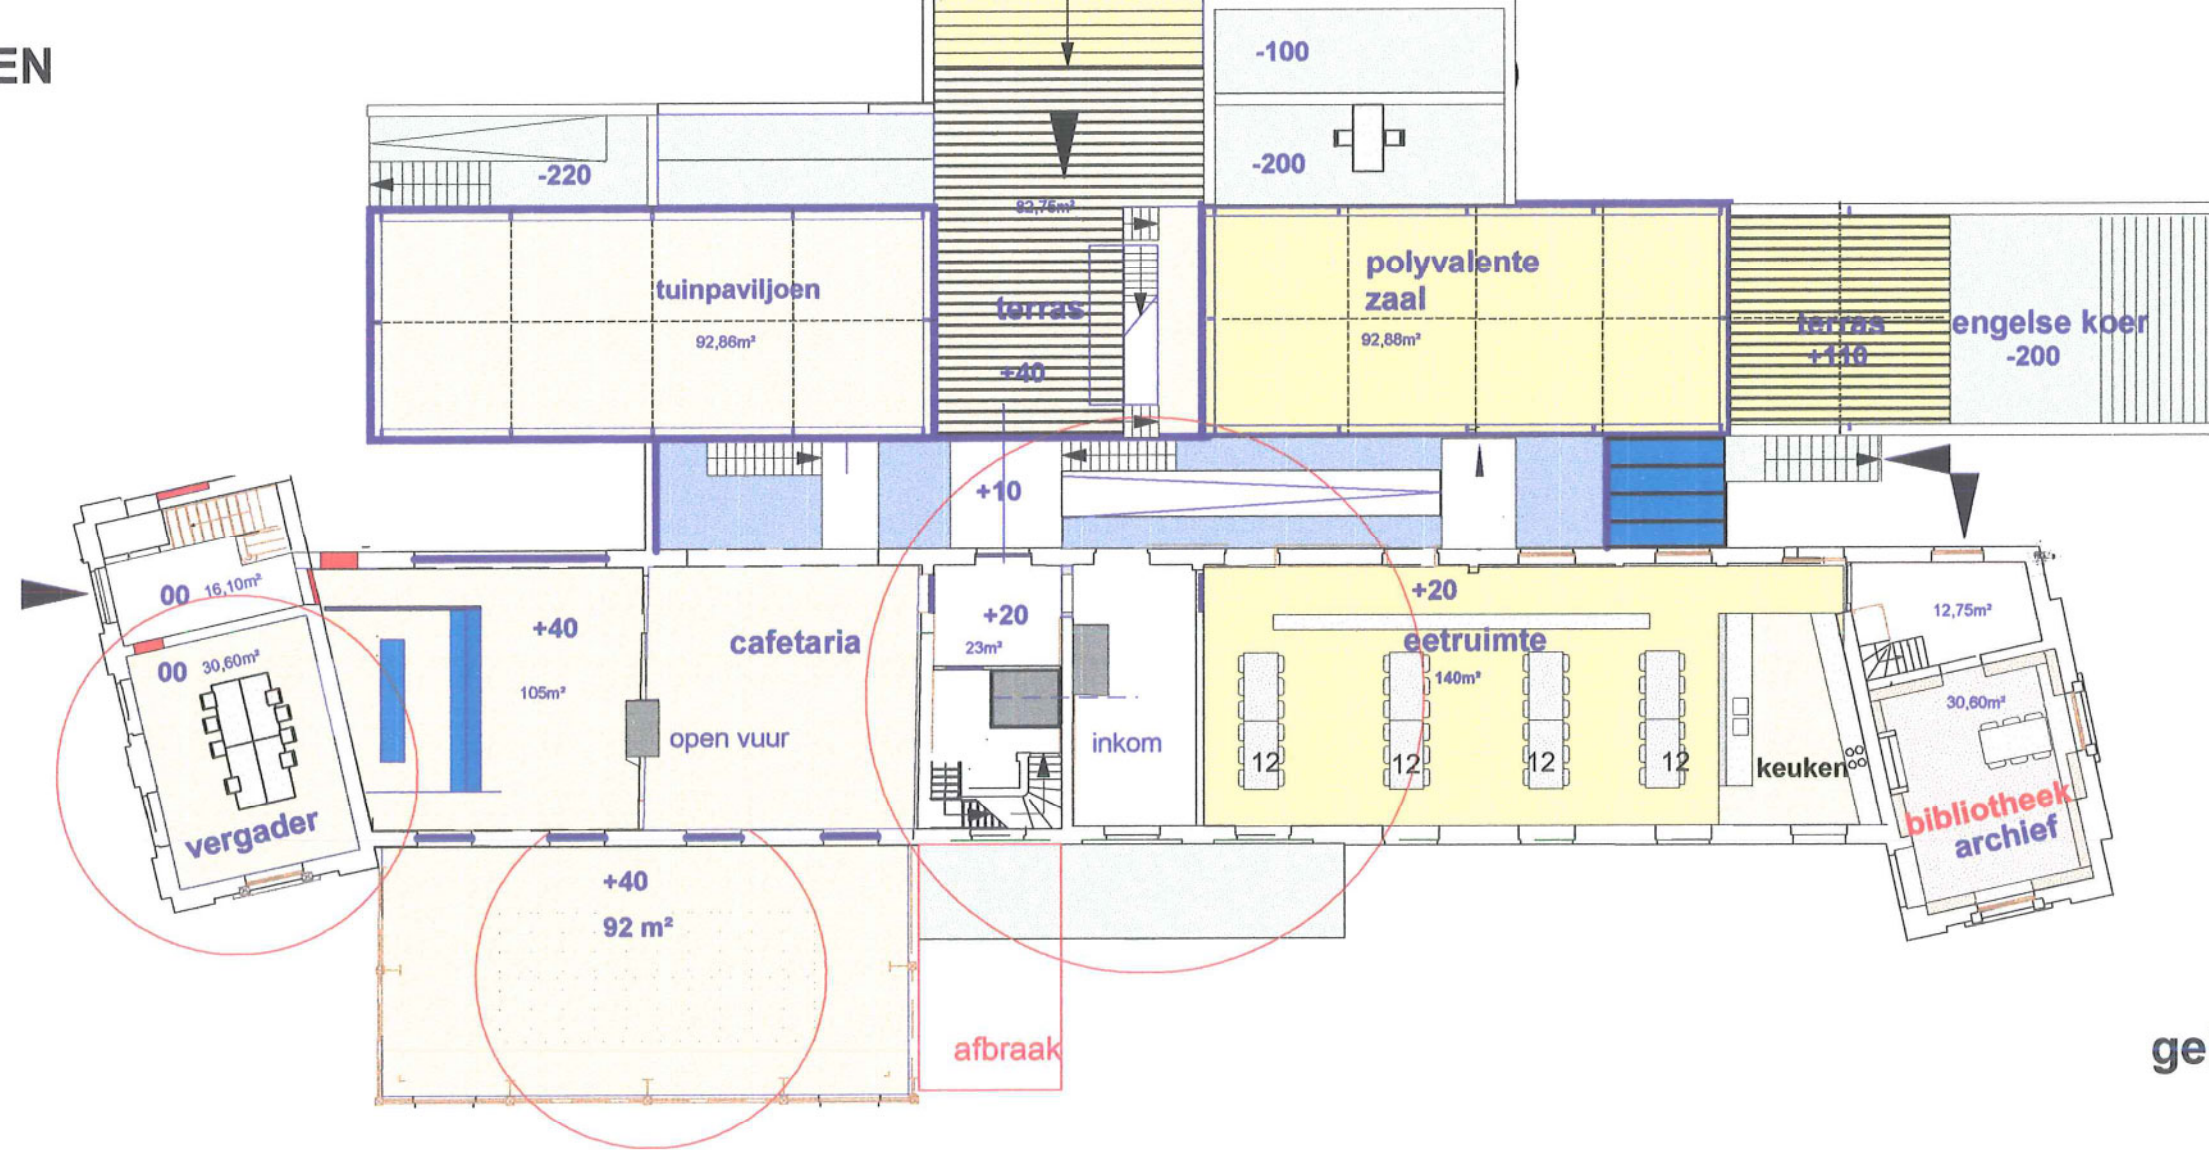 EN
-100
-200
-220
82,75m²
tuinpaviljoen
92,86m²
terras
+40
polyvalente
zaal
92,88m²
terras
+110
engelse koer
-200
+10
00 16,10m²
00 30,60m²
vergader
+40
105m²
cafetaria
open vuur
+20
23m²
inkom
+20
eetruimte
140m²
12
12
12
12
keuken
12,75m²
30,60m²
bibliotheek
archief
+40
92 m²
afbraak
ge